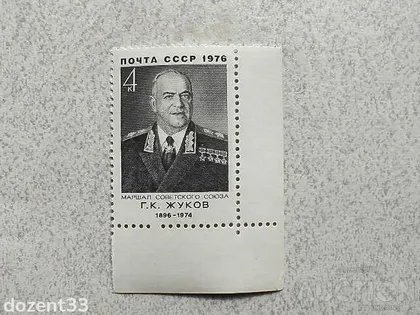 ПОЧТА СССР 1976
4
К
МАРШАЛ СОВЕТСКОГО СОЮЗА
Г.К. ЖУКОВ
1896-1974
dozent33